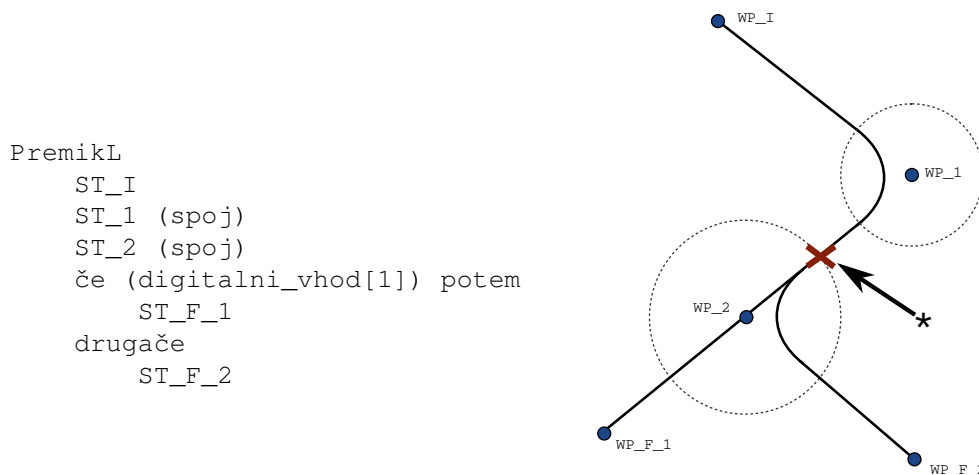 PremikL
ST_I
ST_1 (spoj)
ST_2 (spoj)
če (digitalni_vhod[1]) potem
ST_F_1
drugače
ST_F_2
WP_I
WP_1
WP_2
*
WP_F_1